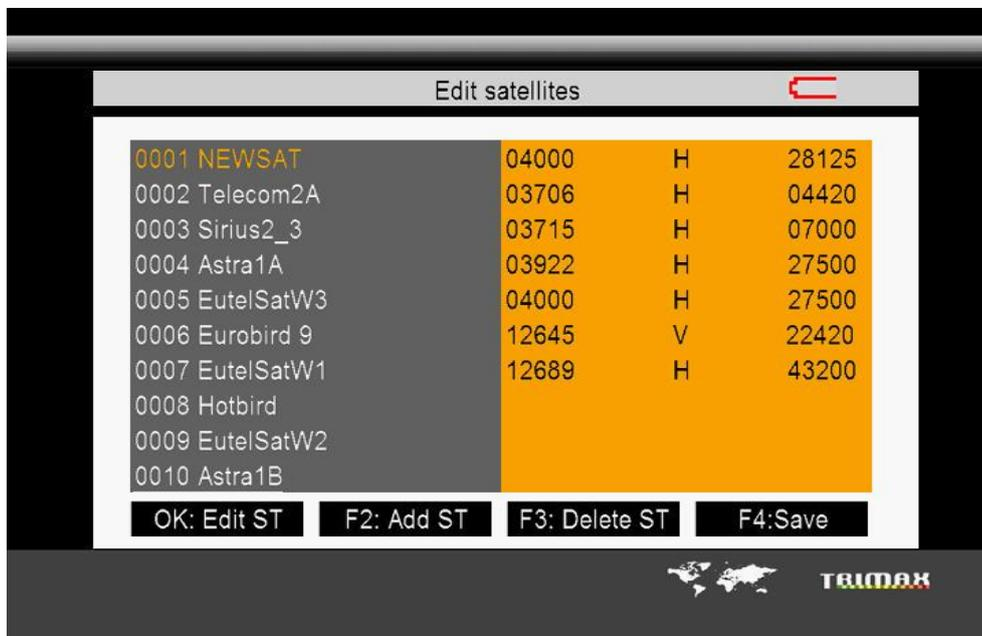 Edit satellites
0001 NEWSAT 04000 H 28125
0002 Telecom2A 03706 H 04420
0003 Sirius2_3 03715 H 07000
0004 Astra1A 03922 H 27500
0005 EutelSatW3 04000 H 27500
0006 Eurobird 9 12645 V 22420
0007 EutelSatW1 12689 H 43200
0008 Hotbird
0009 EutelSatW2
0010 Astra1B
OK: Edit ST F2: Add ST F3: Delete ST F4:Save
TRIMAX